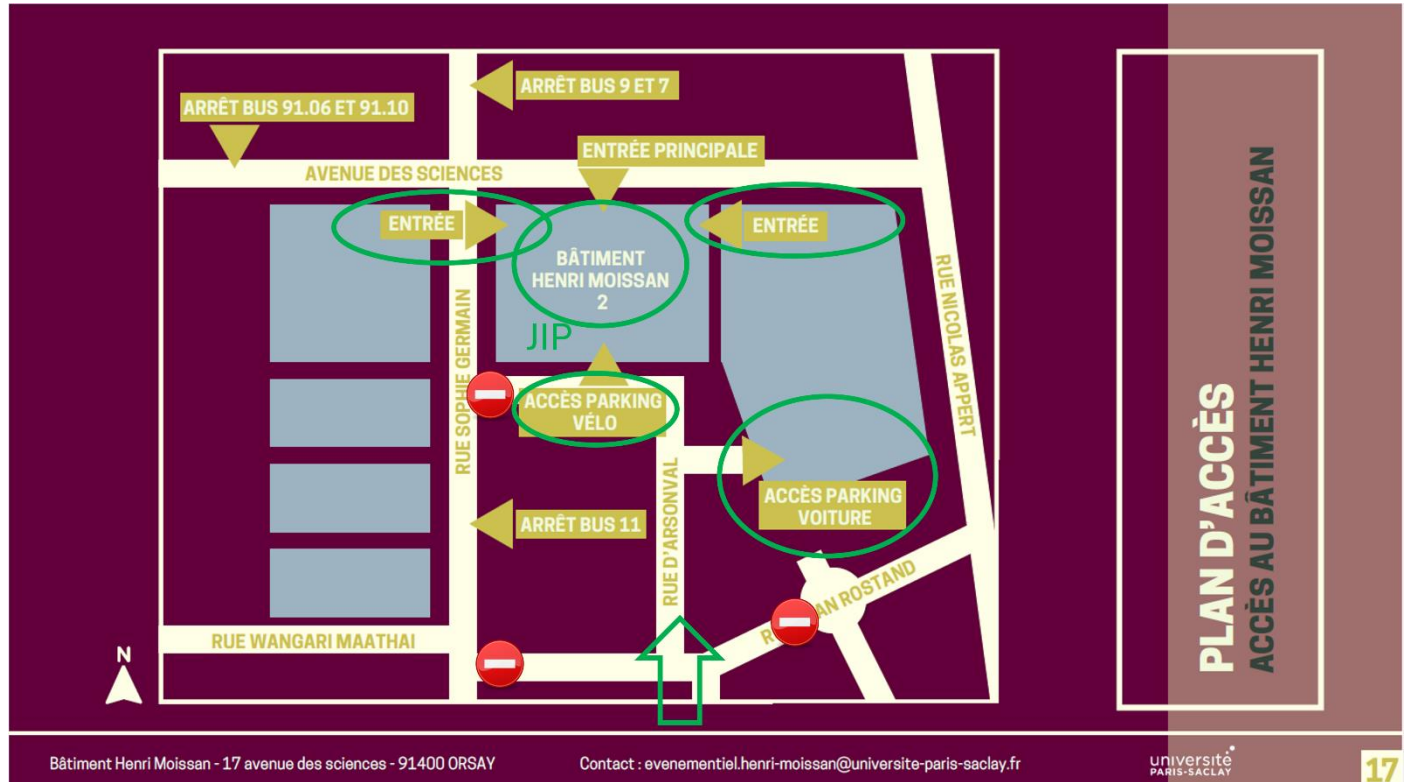 ARRÊT BUS 9 ET 7
ARRÊT BUS 91.06 ET 91.10
ENTRÉE PRINCIPALE
AVENUE DES SCIENCES
ENTRÉE
ENTRÉE
BÂTIMENT
HENRI MOISSAN
2
JIP
RUE SOPHIE GERMAIN
RUE NICOLAS APPERT
ACCÈS PARKING
VÉLO
ACCÈS PARKING
VOITURE
ARRÊT BUS 11
RUE D'ARSONVAL
ROSTAND
RUE WANGARI MAATHAI
N
PLAN D'ACCÈS
ACCÈS AU BÂTIMENT HENRI MOISSAN
Bâtiment Henri Moissan - 17 avenue des sciences - 91400 ORSAY
Contact : evenementiel.henri-moissan@universite-paris-saclay.fr
université
PARIS-SACLAY
17